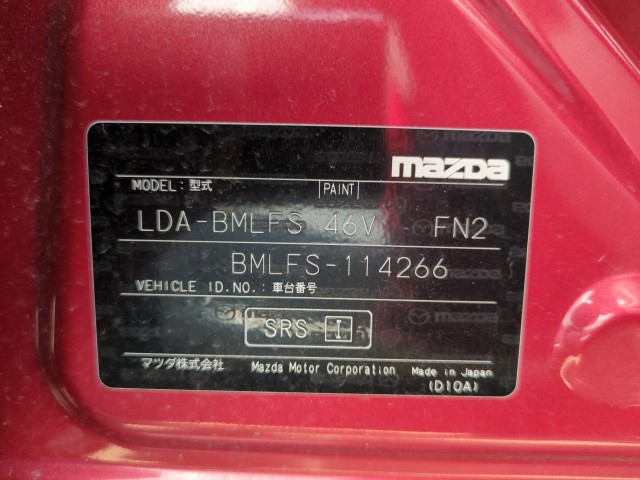 mazda
MODEL:型式 PAINT
LDA-BMLFS 46V FN2
BMLFS-114266
VEHICLE ID.NO.:車台番号
SRS I
マツダ株式会社 Mazda Motor Corporation Made in Japan
(D10A)